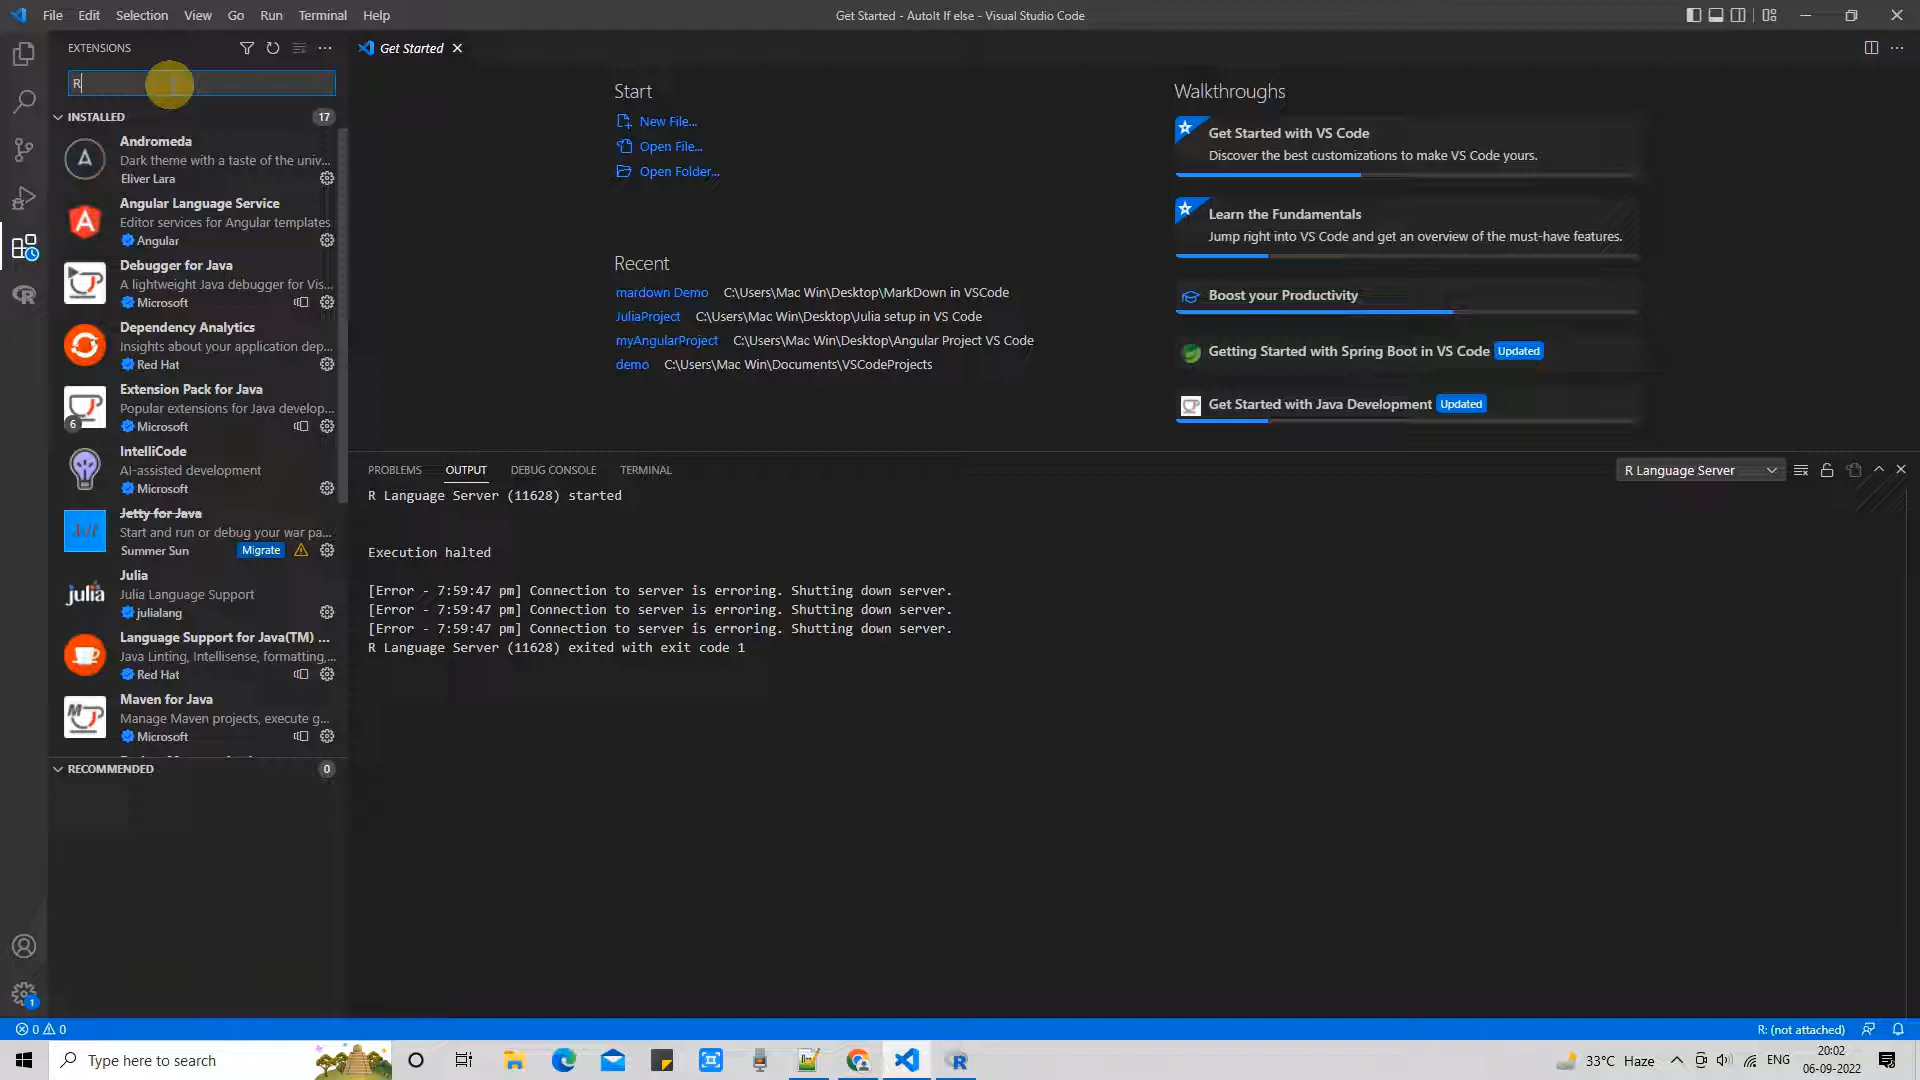 File Edit Selection View Go Run Terminal Help
Get Started - AutoIt If else - Visual Studio Code
EXTENSIONS
R
INSTALLED 17
Andromeda
Dark theme with a taste of the univ...
Eliver Lara
Angular Language Service
Editor services for Angular templates
Angular
Debugger for Java
A lightweight Java debugger for Vis...
Microsoft
Dependency Analytics
Insights about your application dep...
Red Hat
Extension Pack for Java
Popular extensions for Java develop...
6 Microsoft
IntelliCode
AI-assisted development
Microsoft
Jetty for Java
Start and run or debug your war pa...
Summer Sun Migrate
Julia
Julia Language Support
julialang
Language Support for Java(TM) ...
Java Linting, Intellisense, formatting,...
Red Hat
Maven for Java
Manage Maven projects, execute g...
Microsoft
RECOMMENDED 0
Get Started
Start
New File...
Open File...
Open Folder...
Recent
mardown Demo C:\Users\Mac Win\Desktop\MarkDown in VSCode
JuliaProject C:\Users\Mac Win\Desktop\Julia setup in VS Code
myAngularProject C:\Users\Mac Win\Desktop\Angular Project VS Code
demo C:\Users\Mac Win\Documents\VSCodeProjects
Walkthroughs
Get Started with VS Code
Discover the best customizations to make VS Code yours.
Learn the Fundamentals
Jump right into VS Code and get an overview of the must-have features.
Boost your Productivity
Getting Started with Spring Boot in VS Code Updated
Get Started with Java Development Updated
PROBLEMS OUTPUT DEBUG CONSOLE TERMINAL
R Language Server
R Language Server (11628) started
Execution halted
[Error - 7:59:47 pm] Connection to server is erroring. Shutting down server.
[Error - 7:59:47 pm] Connection to server is erroring. Shutting down server.
[Error - 7:59:47 pm] Connection to server is erroring. Shutting down server.
R Language Server (11628) exited with exit code 1
1
0 0
R: (not attached)
Type here to search
33°C Haze
ENG
20:02
06-09-2022